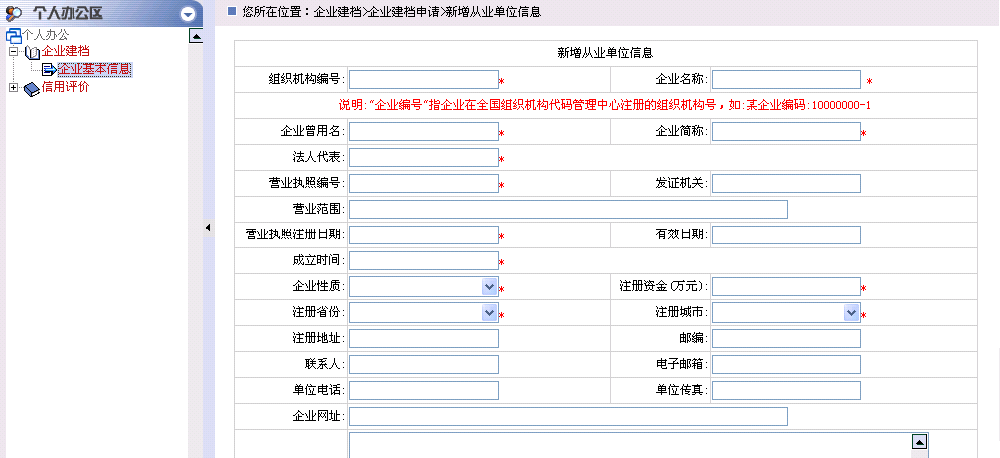 个人办公区
个人办公
企业建档
企业基本信息
信用评价
您所在位置：企业建档>企业建档申请>新增从业单位信息
新增从业单位信息
组织机构编号: * 企业名称: *
说明:“企业编号”指企业在全国组织机构代码管理中心注册的组织机构号，如:某企业编码:10000000-1
企业曾用名: * 企业简称: *
法人代表: *
营业执照编号: * 发证机关:
营业范围:
营业执照注册日期: * 有效日期:
成立时间: *
企业性质: * 注册资金(万元): *
注册省份: * 注册城市: *
注册地址: 邮编:
联系人: 电子邮箱:
单位电话: 单位传真:
企业网址: